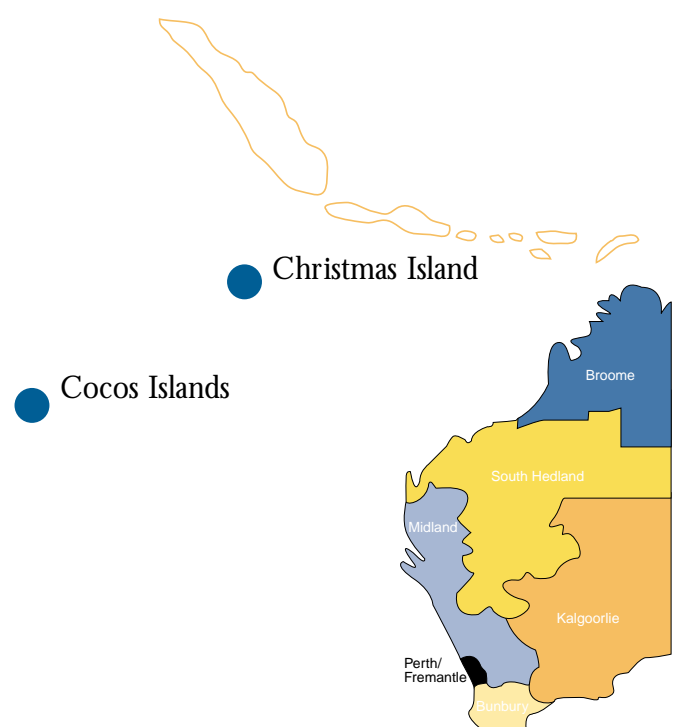 Christmas Island
Cocos Islands
Broome
South Hedland
Midland
Kalgoorlie
Perth/
Fremantle
Bunbury